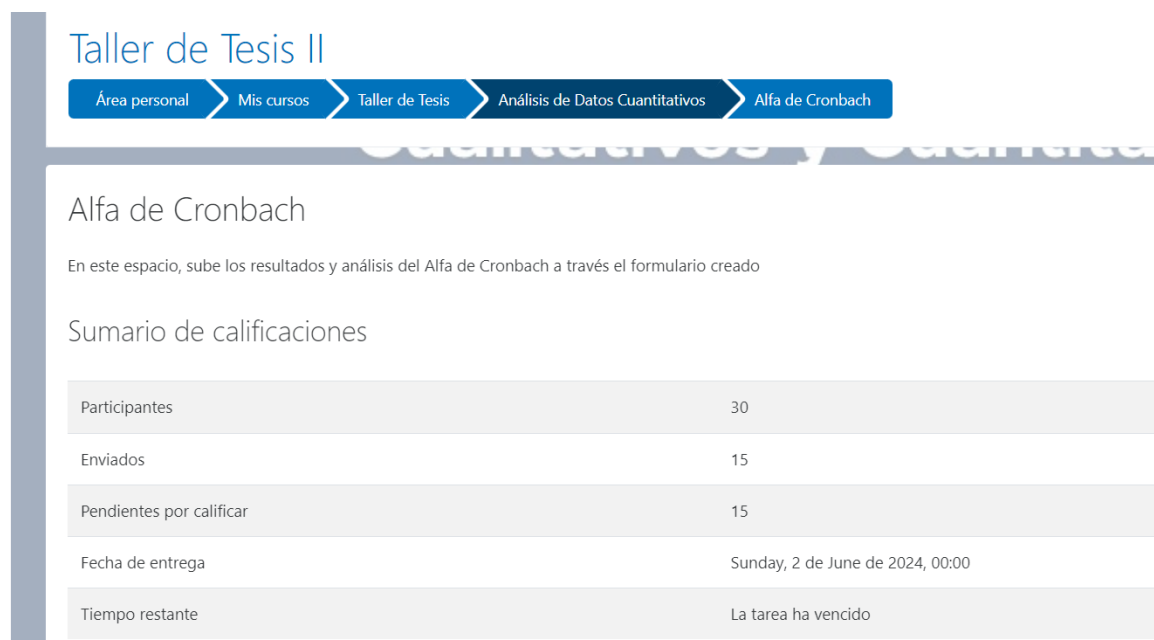 Taller de Tesis II
Área personal
Mis cursos
Taller de Tesis
Análisis de Datos Cuantitativos
Alfa de Cronbach
Alfa de Cronbach
En este espacio, sube los resultados y análisis del Alfa de Cronbach a través el formulario creado
Sumario de calificaciones
Participantes 30
Enviados 15
Pendientes por calificar 15
Fecha de entrega Sunday, 2 de June de 2024, 00:00
Tiempo restante La tarea ha vencido